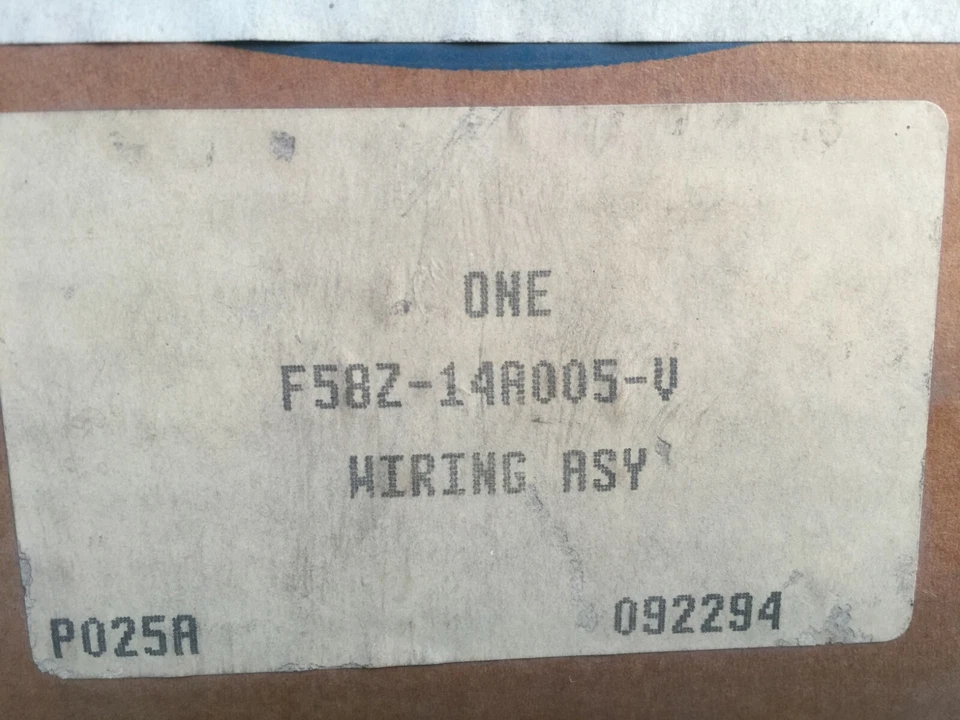 ONE
F58Z-14A005-V
WIRING ASY
P025A
092294